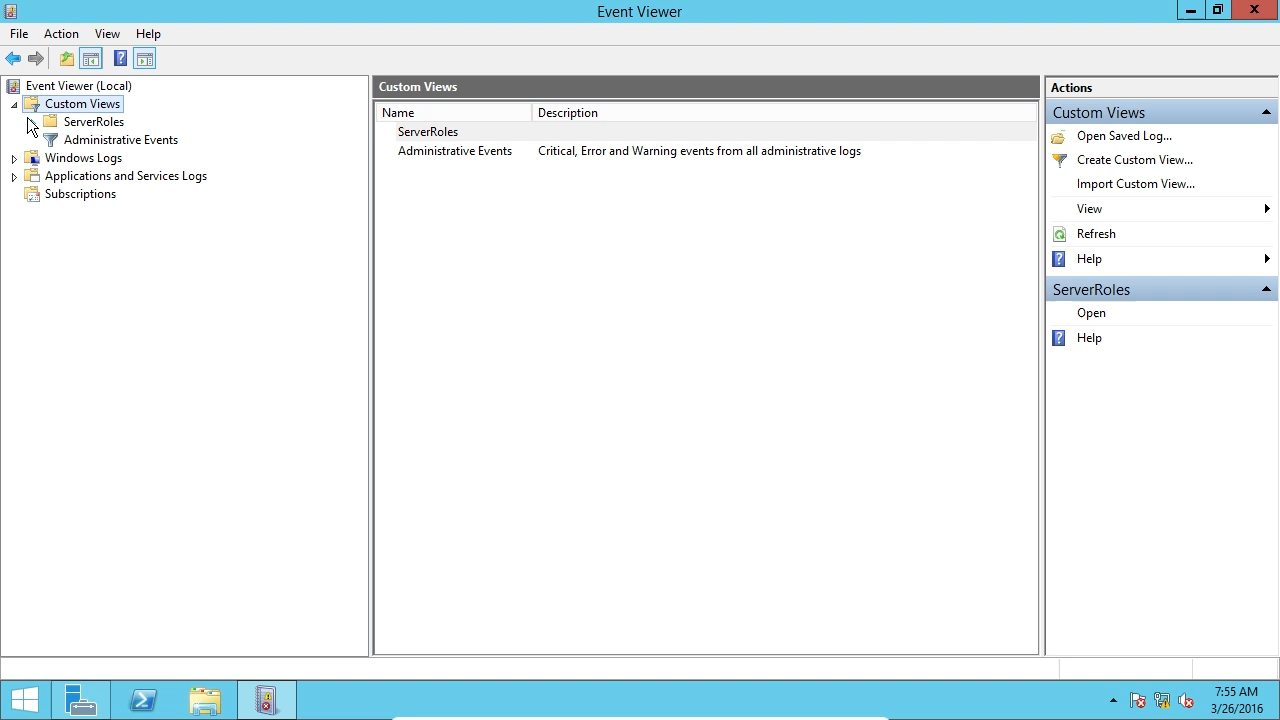 Event Viewer
File Action View Help
Event Viewer (Local)
Custom Views
ServerRoles
Administrative Events
Windows Logs
Applications and Services Logs
Subscriptions
Custom Views
Name Description
ServerRoles
Administrative Events Critical, Error and Warning events from all administrative logs
Actions
Custom Views
Open Saved Log...
Create Custom View...
Import Custom View...
View
Refresh
Help
ServerRoles
Open
Help
7:55 AM
3/26/2016